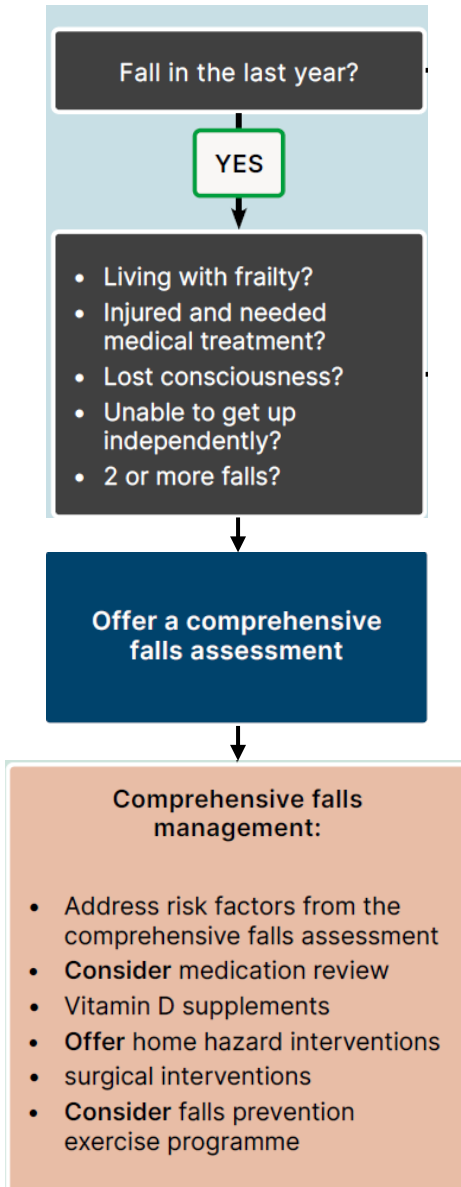 Fall in the last year?
YES
• Living with frailty?
• Injured and needed
medical treatment?
• Lost consciousness?
• Unable to get up
independently?
• 2 or more falls?
Offer a comprehensive
falls assessment
Comprehensive falls
management:
• Address risk factors from the
comprehensive falls assessment
• Consider medication review
• Vitamin D supplements
• Offer home hazard interventions
• surgical interventions
• Consider falls prevention
exercise programme